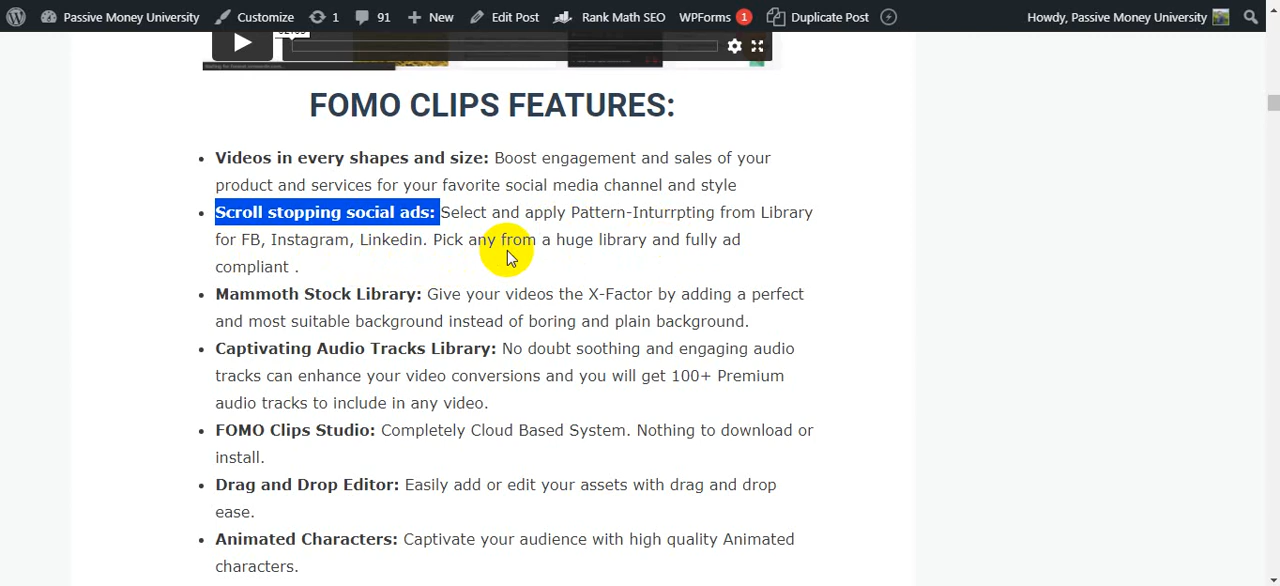 Passive Money University Customize 1 91 New Edit Post Rank Math SEO WPForms 1 Duplicate Post Howdy, Passive Money University
FOMO CLIPS FEATURES:
• Videos in every shapes and size: Boost engagement and sales of your
product and services for your favorite social media channel and style
• Scroll stopping social ads: Select and apply Pattern-Inturrpting from Library
for FB, Instagram, Linkedin. Pick any from a huge library and fully ad
compliant .
• Mammoth Stock Library: Give your videos the X-Factor by adding a perfect
and most suitable background instead of boring and plain background.
• Captivating Audio Tracks Library: No doubt soothing and engaging audio
tracks can enhance your video conversions and you will get 100+ Premium
audio tracks to include in any video.
• FOMO Clips Studio: Completely Cloud Based System. Nothing to download or
install.
• Drag and Drop Editor: Easily add or edit your assets with drag and drop
ease.
• Animated Characters: Captivate your audience with high quality Animated
characters.